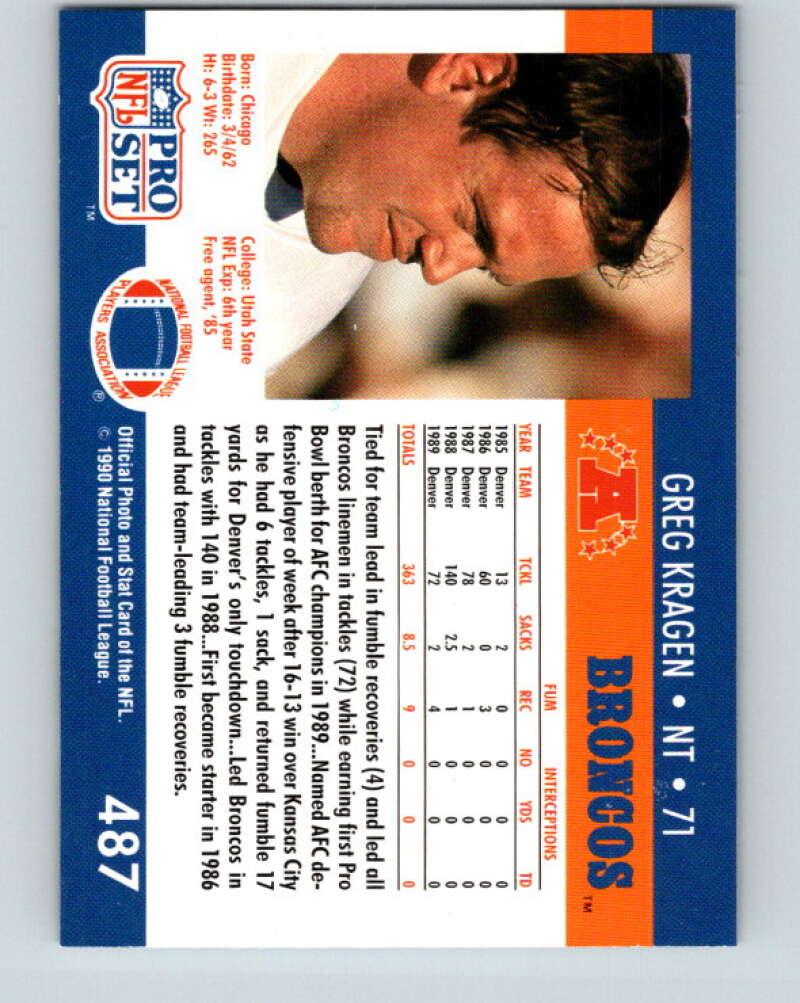 GREG KRAGEN • NT • 71
A
BRONCOS™
FUM INTERCEPTIONS
YEAR TEAM TCKL SACKS REC NO YDS TD
1985 Denver 13 2 0 0 0 0
1986 Denver 60 0 3 0 0 0
1987 Denver 78 2 1 0 0 0
1988 Denver 140 2.5 1 0 0 0
1989 Denver 72 2 4 0 0 0
TOTALS 363 8.5 9 0 0 0
Tied for team lead in fumble recoveries (4) and led all
Broncos linemen in tackles (72) while earning first Pro
Bowl berth for AFC champions in 1989...Named AFC de-
fensive player of week after 16-13 win over Kansas City
as he had 6 tackles, 1 sack, and returned fumble 17
yards for Denver's only touchdown...Led Broncos in
tackles with 140 in 1988...First became starter in 1986
and had team-leading 3 fumble recoveries.
Born: Chicago
Birthdate: 3/4/62
Ht: 6-3 Wt: 265
College: Utah State
NFL Exp: 6th year
Free agent, '85
NFL PRO SET™
NATIONAL FOOTBALL LEAGUE
PLAYERS ASSOCIATION®
Official Photo and Stat Card of the NFL.
© 1990 National Football League.
487